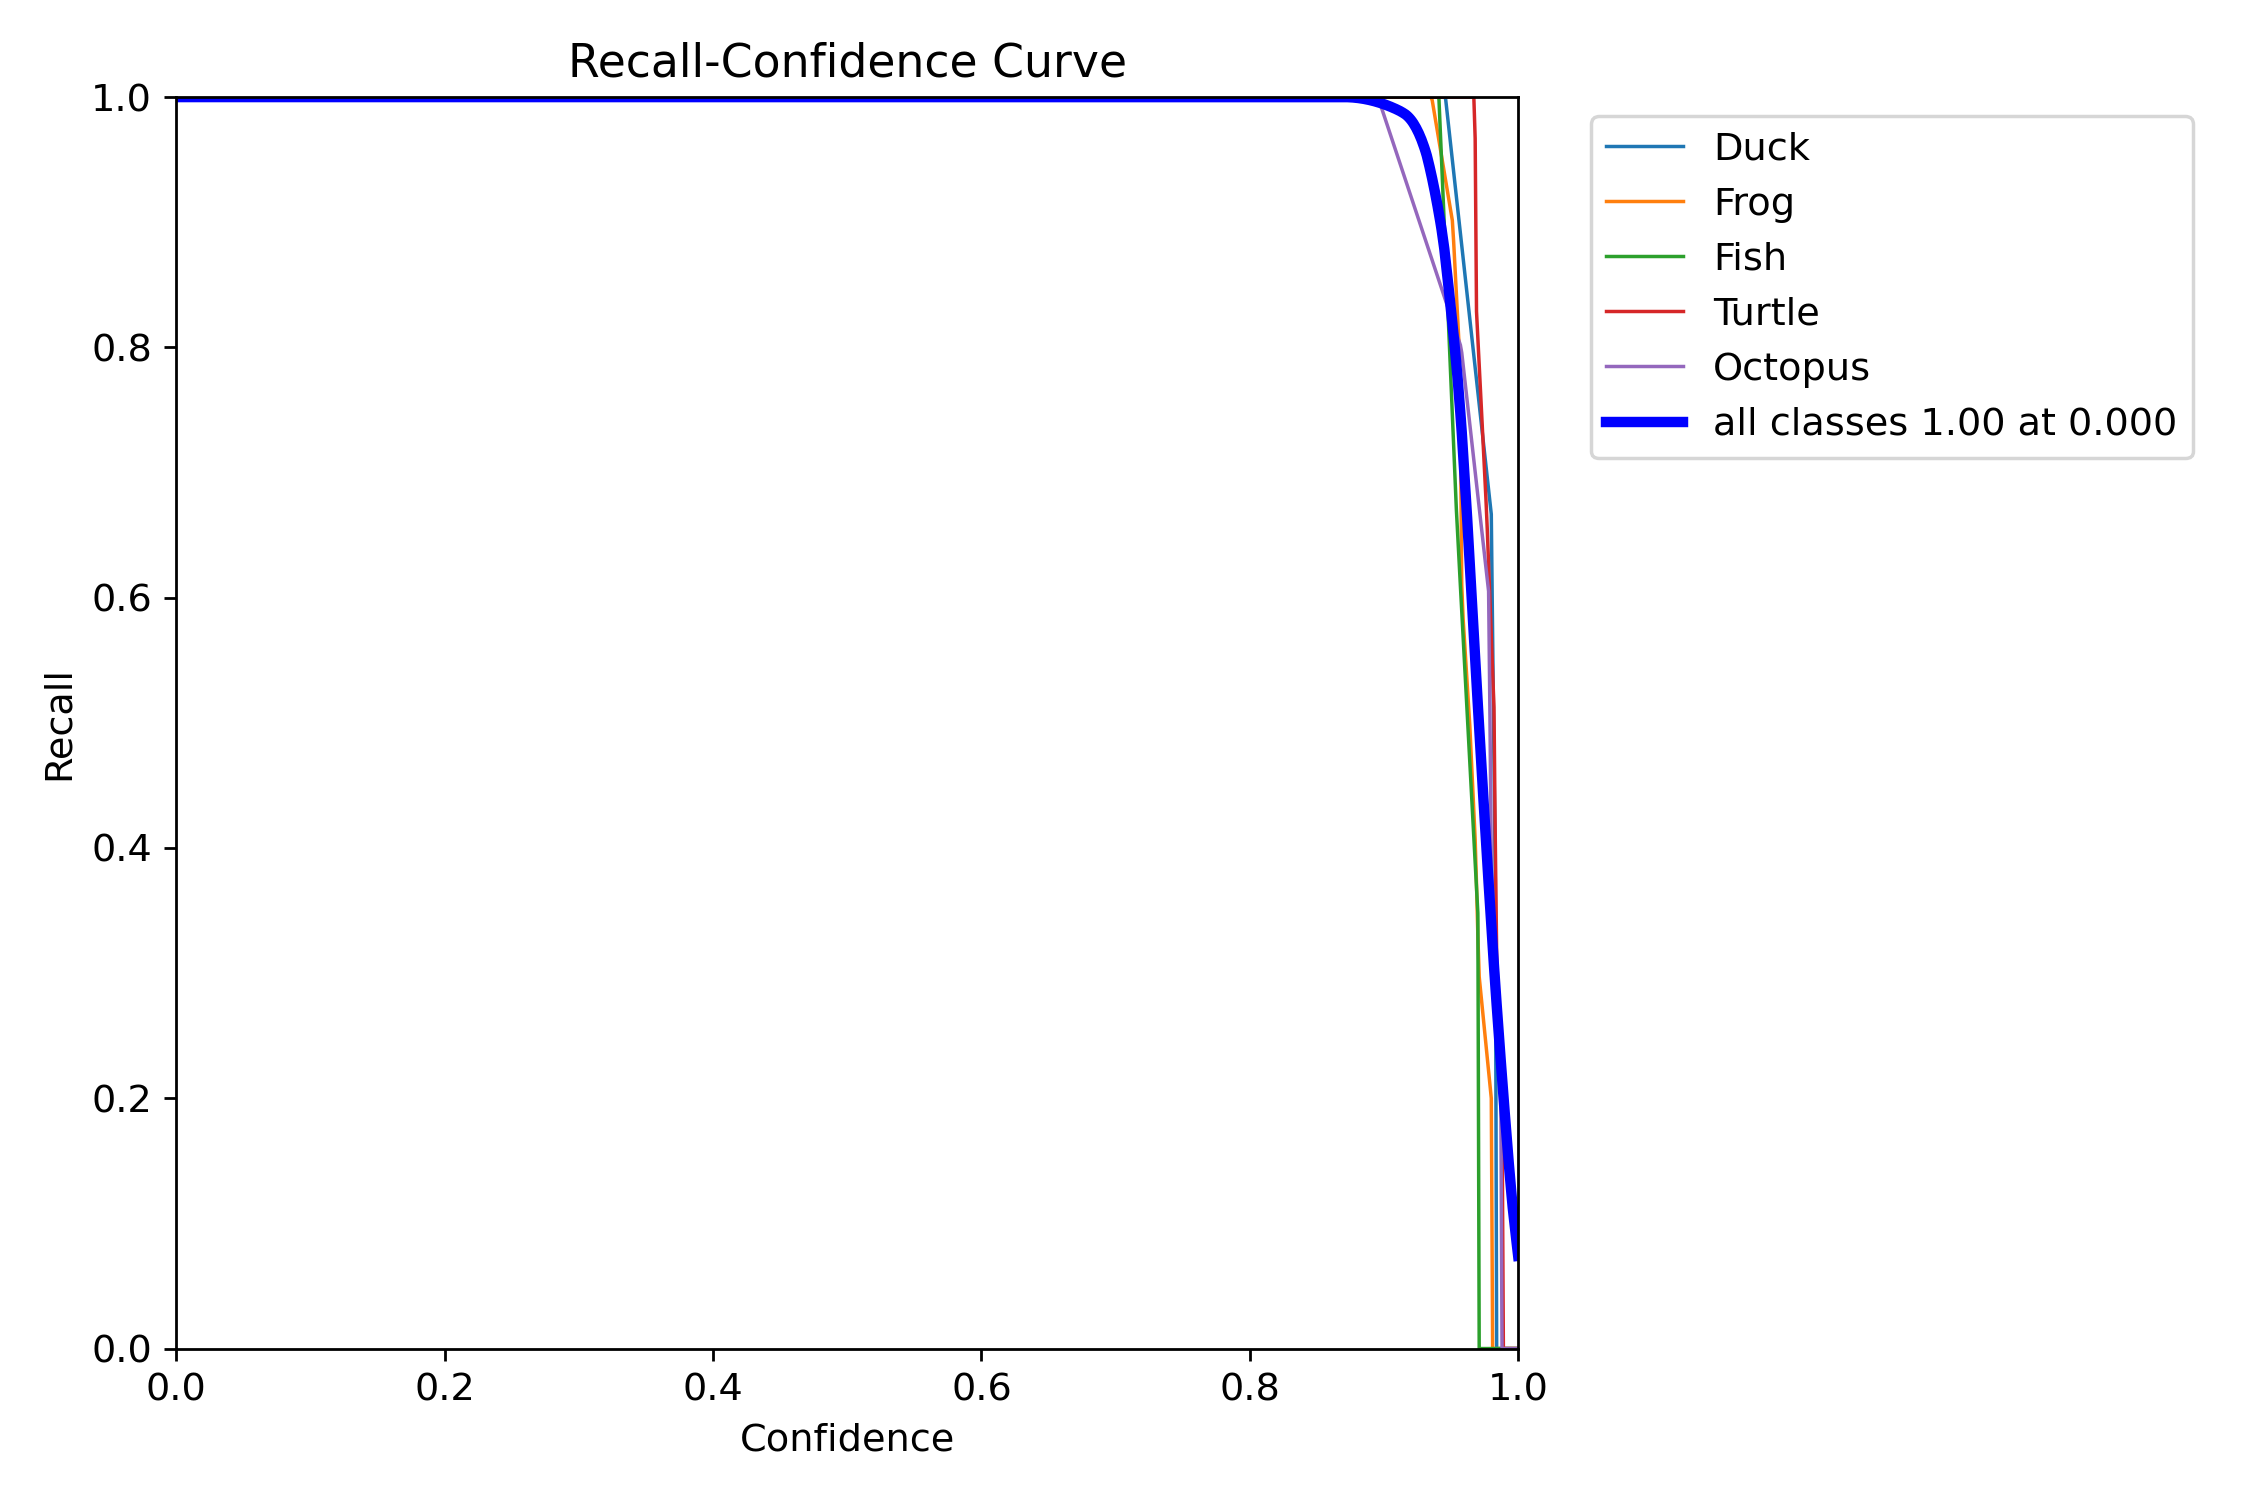 Recall-Confidence Curve
1.0
0.8
0.6
0.4
0.2
0.0
Recall
0.0 0.2 0.4 0.6 0.8 1.0
Confidence
Duck
Frog
Fish
Turtle
Octopus
all classes 1.00 at 0.000